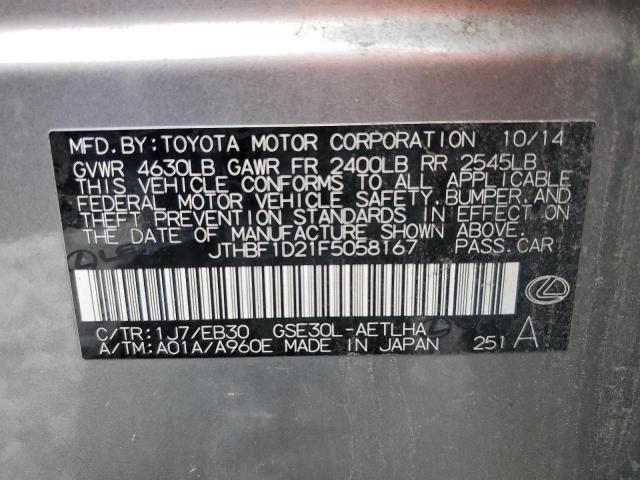 MFD.BY:TOYOTA MOTOR CORPORATION 10/14
GVWR 4630LB GAWR FR 2400LB RR 2545LB
THIS VEHICLE CONFORMS TO ALL APPLICABLE
FEDERAL MOTOR VEHICLE SAFETY,BUMPER,AND
THEFT PREVENTION STANDARDS IN EFFECT ON
THE DATE OF MANUFACTURE SHOWN ABOVE.
JTHBF1D21F5058167 PASS.CAR
C/TR:1J7/EB30 GSE30L-AETLHA
A/TM:A01A/A960E MADE IN JAPAN 251 A